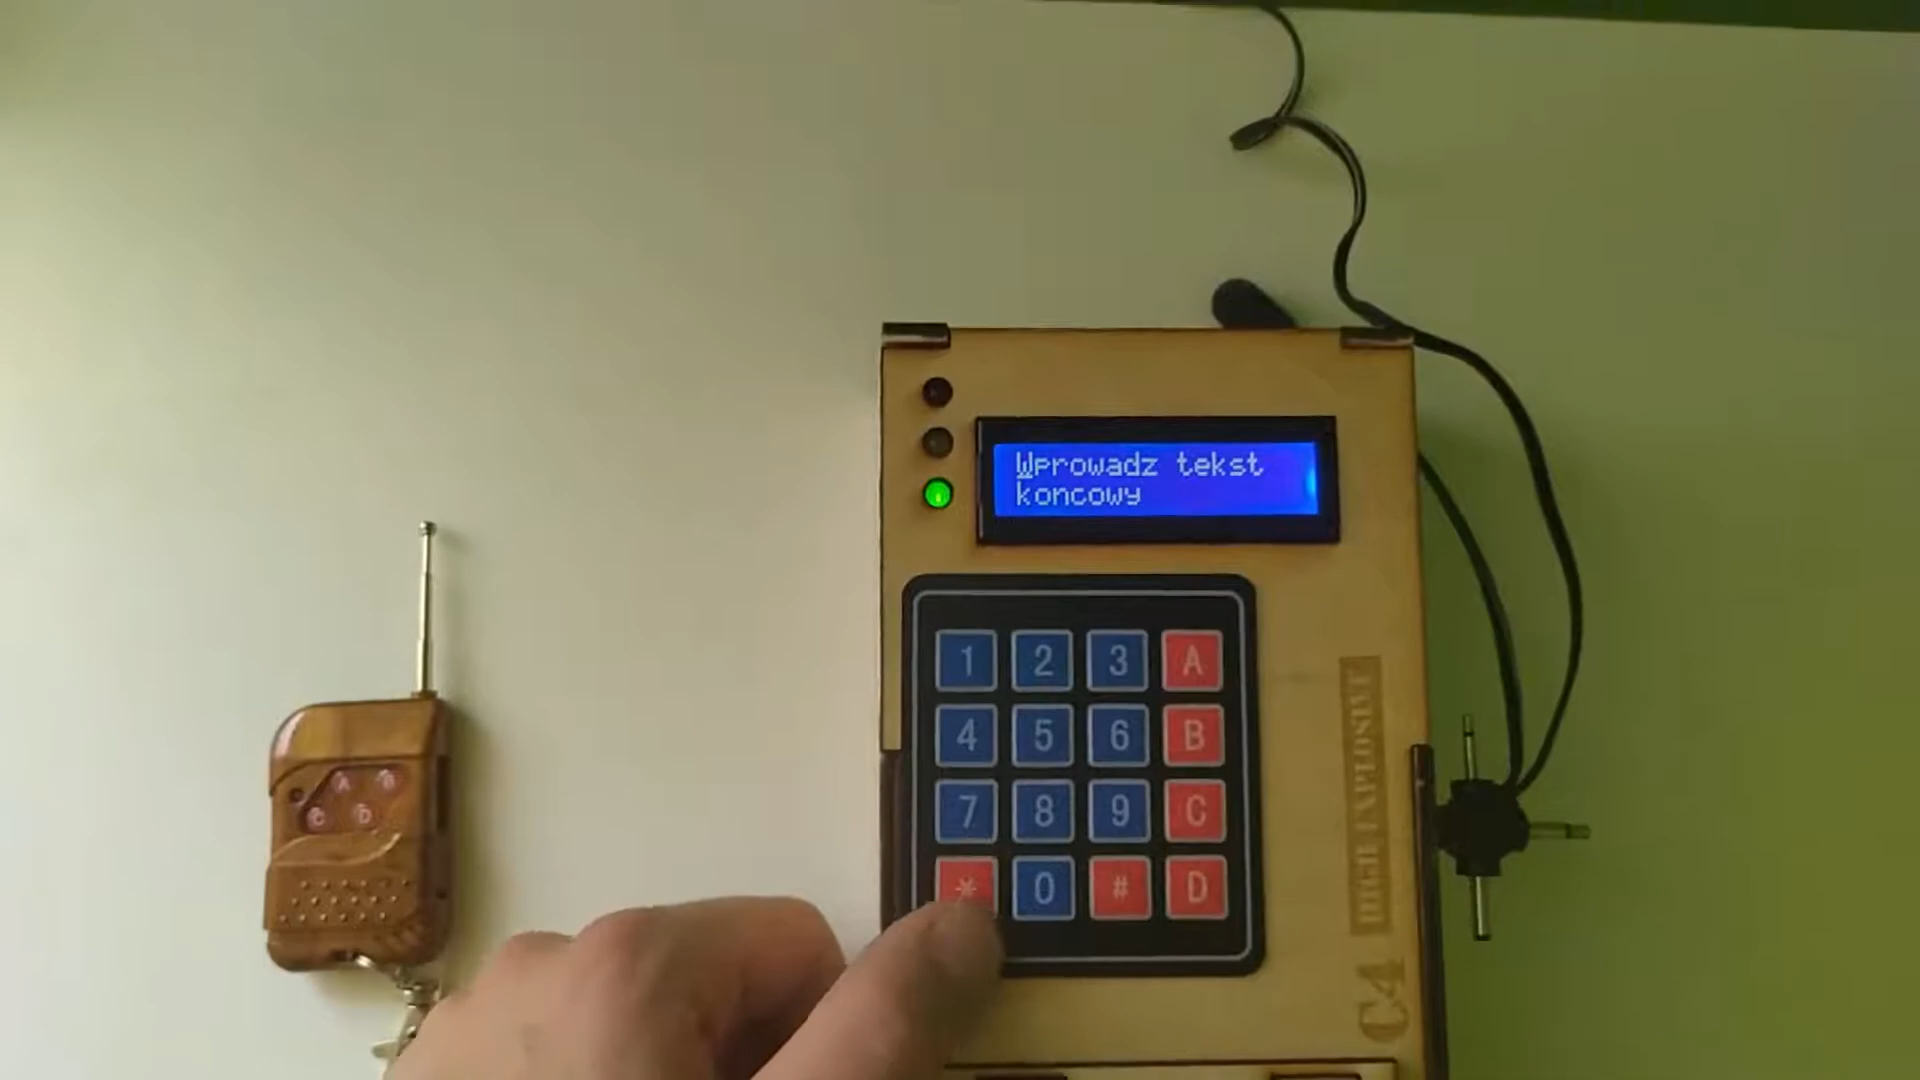 Wprowadz tekst
koncowy
1 2 3 A
4 5 6 B
7 8 9 C
* 0 # D
HIGH EXPLOSIVE
C4
A B
C D